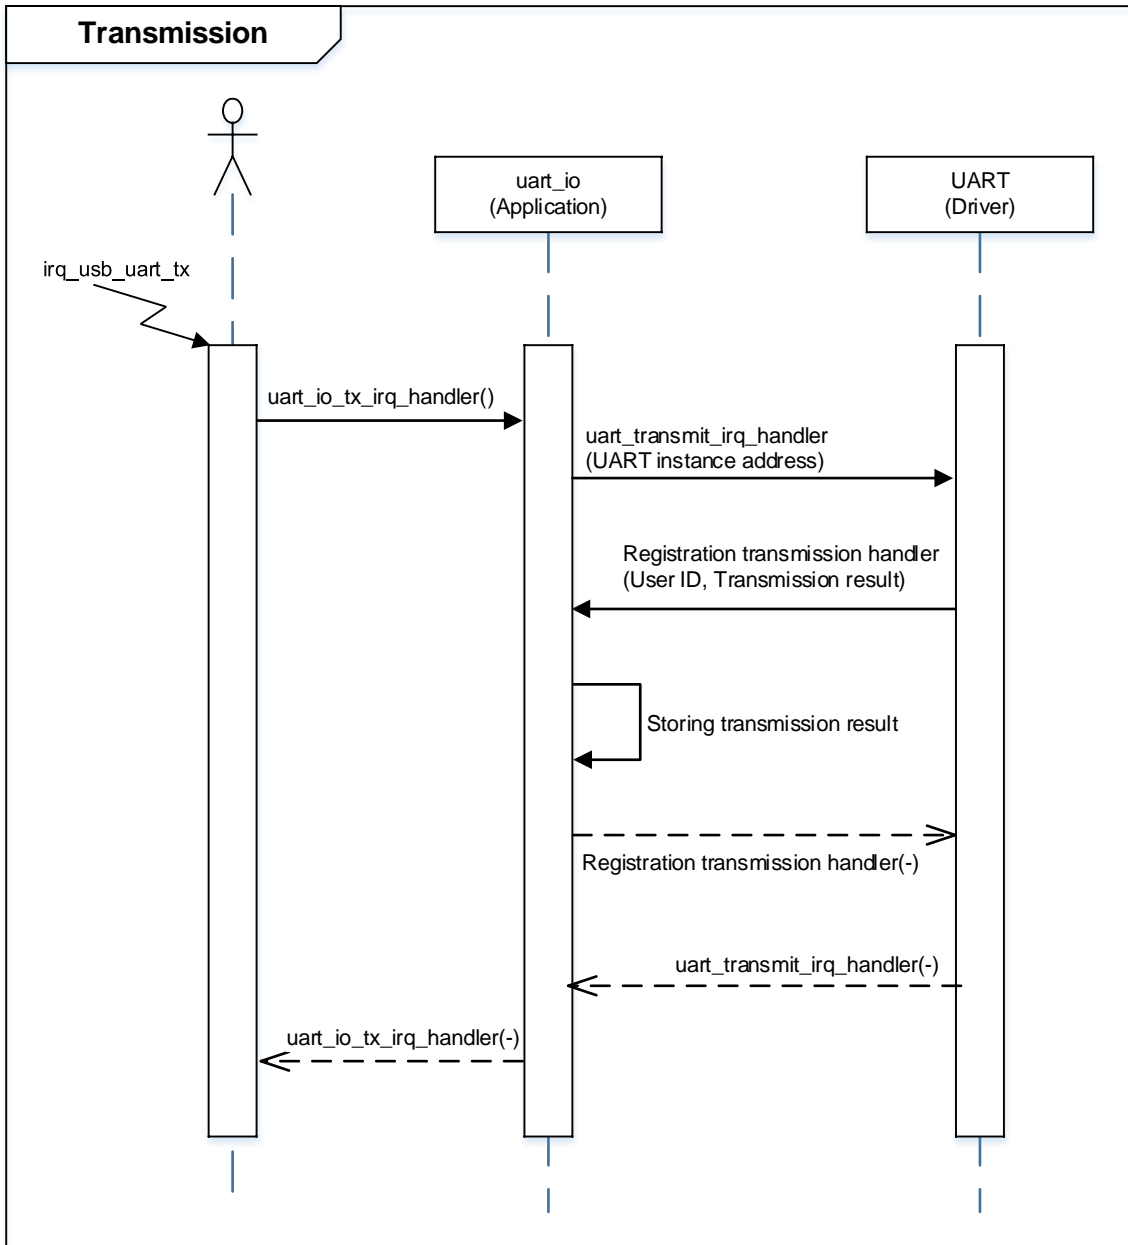 Transmission
uart_io
(Application)
UART
(Driver)
irq_usb_uart_tx
uart_io_tx_irq_handler()
uart_transmit_irq_handler
(UART instance address)
Registration transmission handler
(User ID, Transmission result)
Storing transmission result
Registration transmission handler(-)
uart_transmit_irq_handler(-)
uart_io_tx_irq_handler(-)